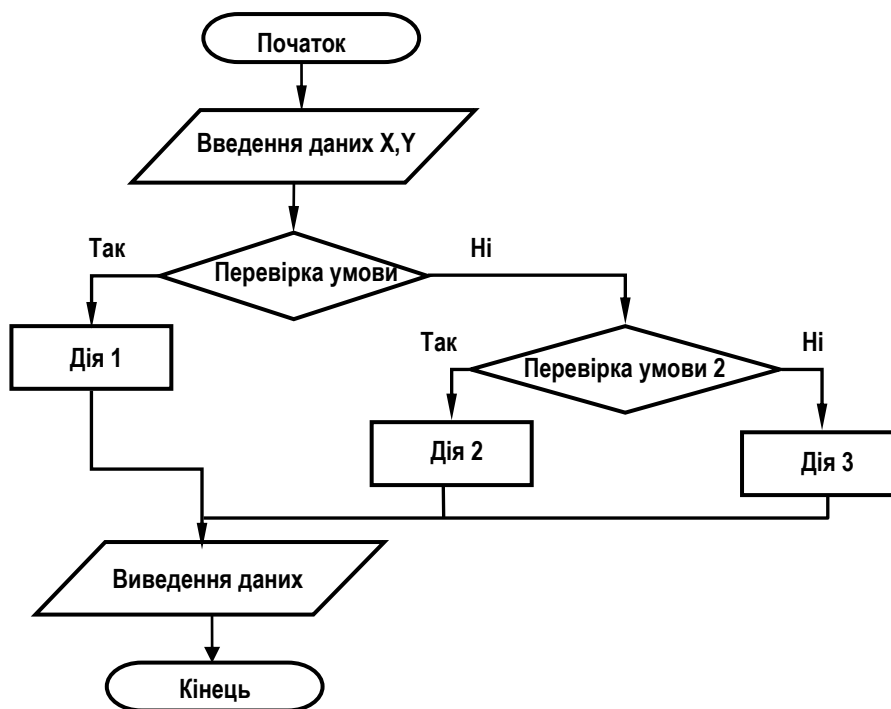 Початок
Введення даних X,Y
Так
Ні
Перевірка умови
Дія 1
Так
Ні
Перевірка умови 2
Дія 2
Дія 3
Виведення даних
Кінець